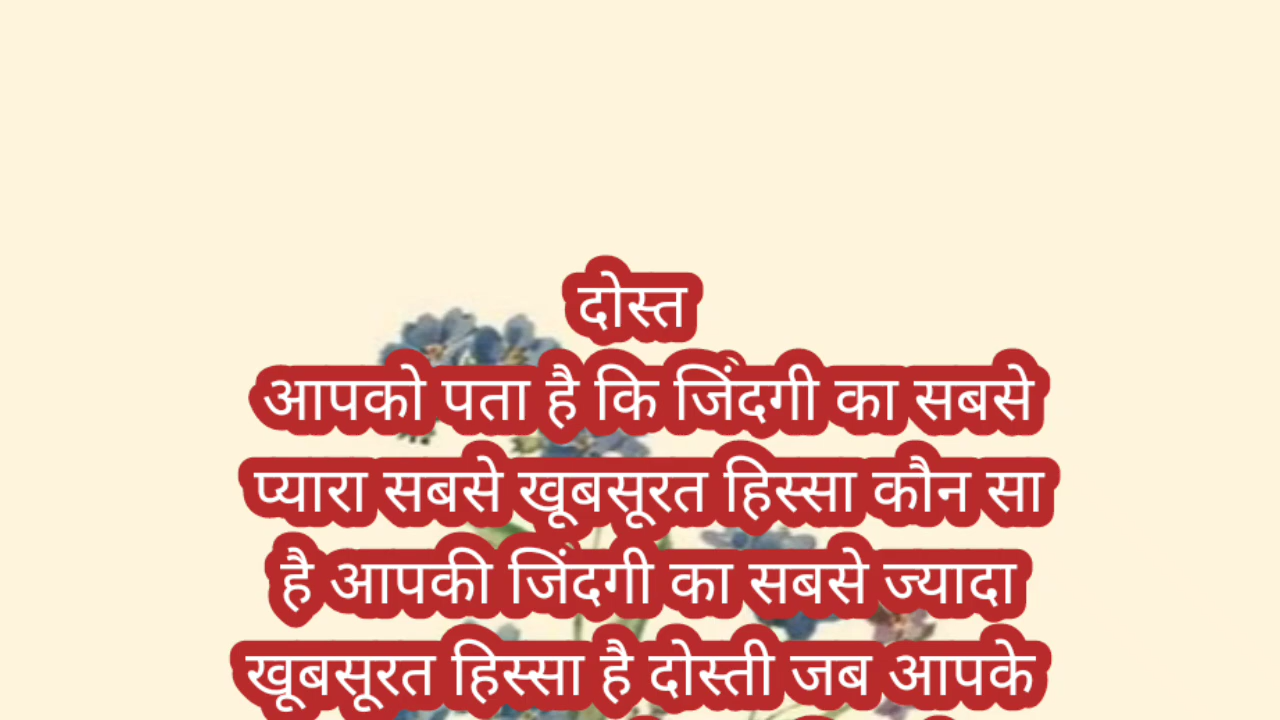 दोस्त
आपको पता है कि जिंदगी का सबसे
प्यारा सबसे खूबसूरत हिस्सा कौन सा
है आपकी जिंदगी का सबसे ज्यादा
खूबसूरत हिस्सा है दोस्ती जब आपके